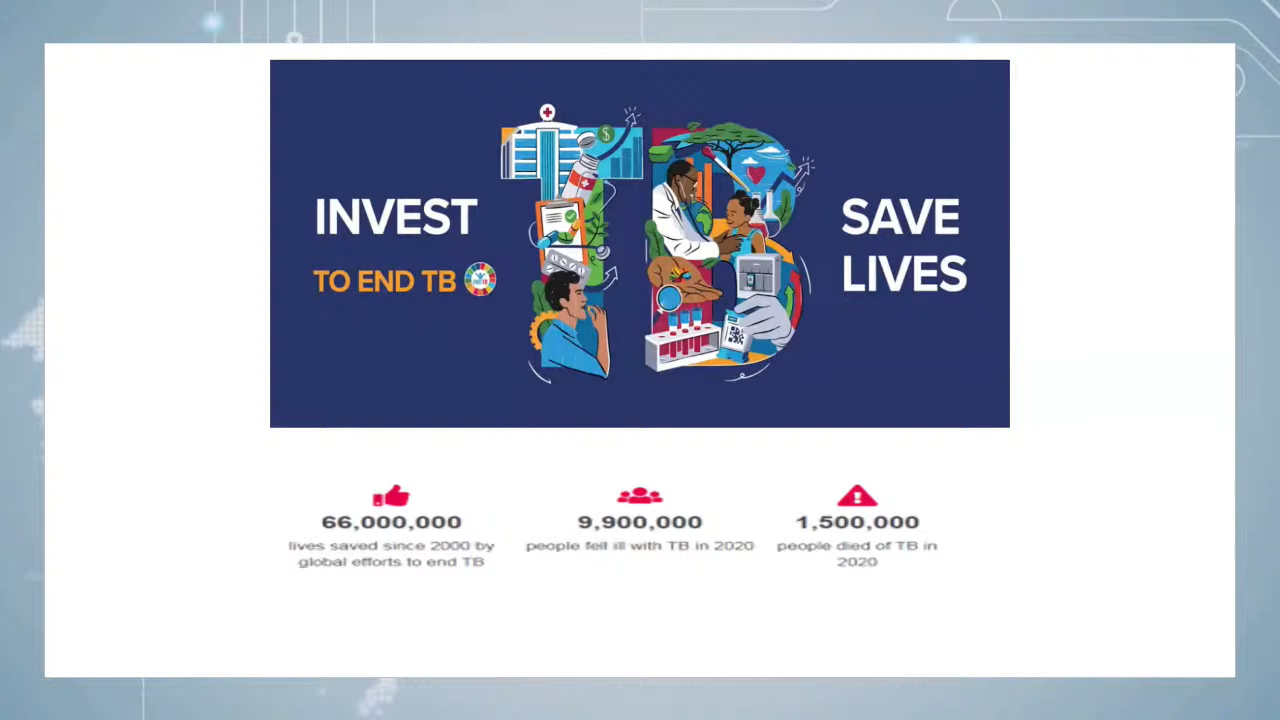 INVEST
TO END TB
END TB
SAVE
LIVES
66,000,000
lives saved since 2000 by
global efforts to end TB
9,900,000
people fell ill with TB in 2020
1,500,000
people died of TB in
2020